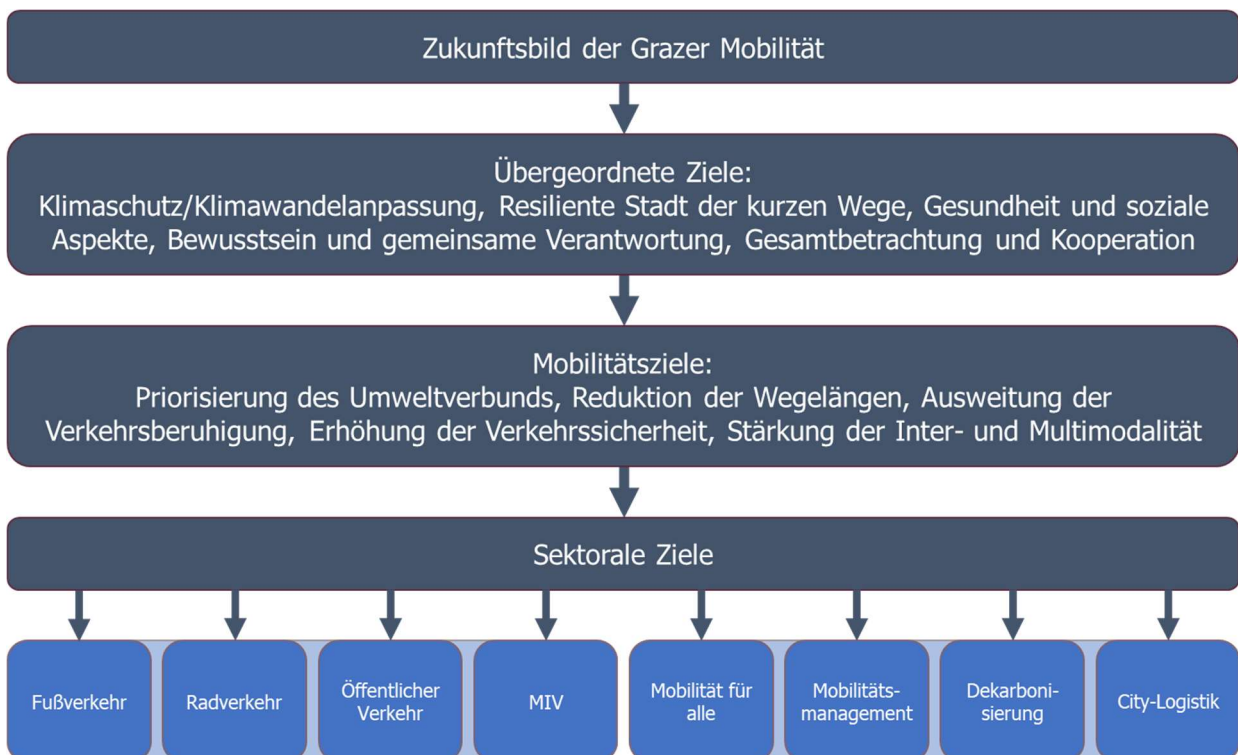 Zukunftsbild der Grazer Mobilität
Übergeordnete Ziele:
Klimaschutz/Klimawandelanpassung, Resiliente Stadt der kurzen Wege, Gesundheit und soziale
Aspekte, Bewusstsein und gemeinsame Verantwortung, Gesamtbetrachtung und Kooperation
Mobilitätsziele:
Priorisierung des Umweltverbunds, Reduktion der Wegelängen, Ausweitung der
Verkehrsberuhigung, Erhöhung der Verkehrssicherheit, Stärkung der Inter- und Multimodalität
Sektorale Ziele
Fußverkehr
Radverkehr
Öffentlicher
Verkehr
MIV
Mobilität für
alle
Mobilitäts-
management
Dekarboni-
sierung
City-Logistik